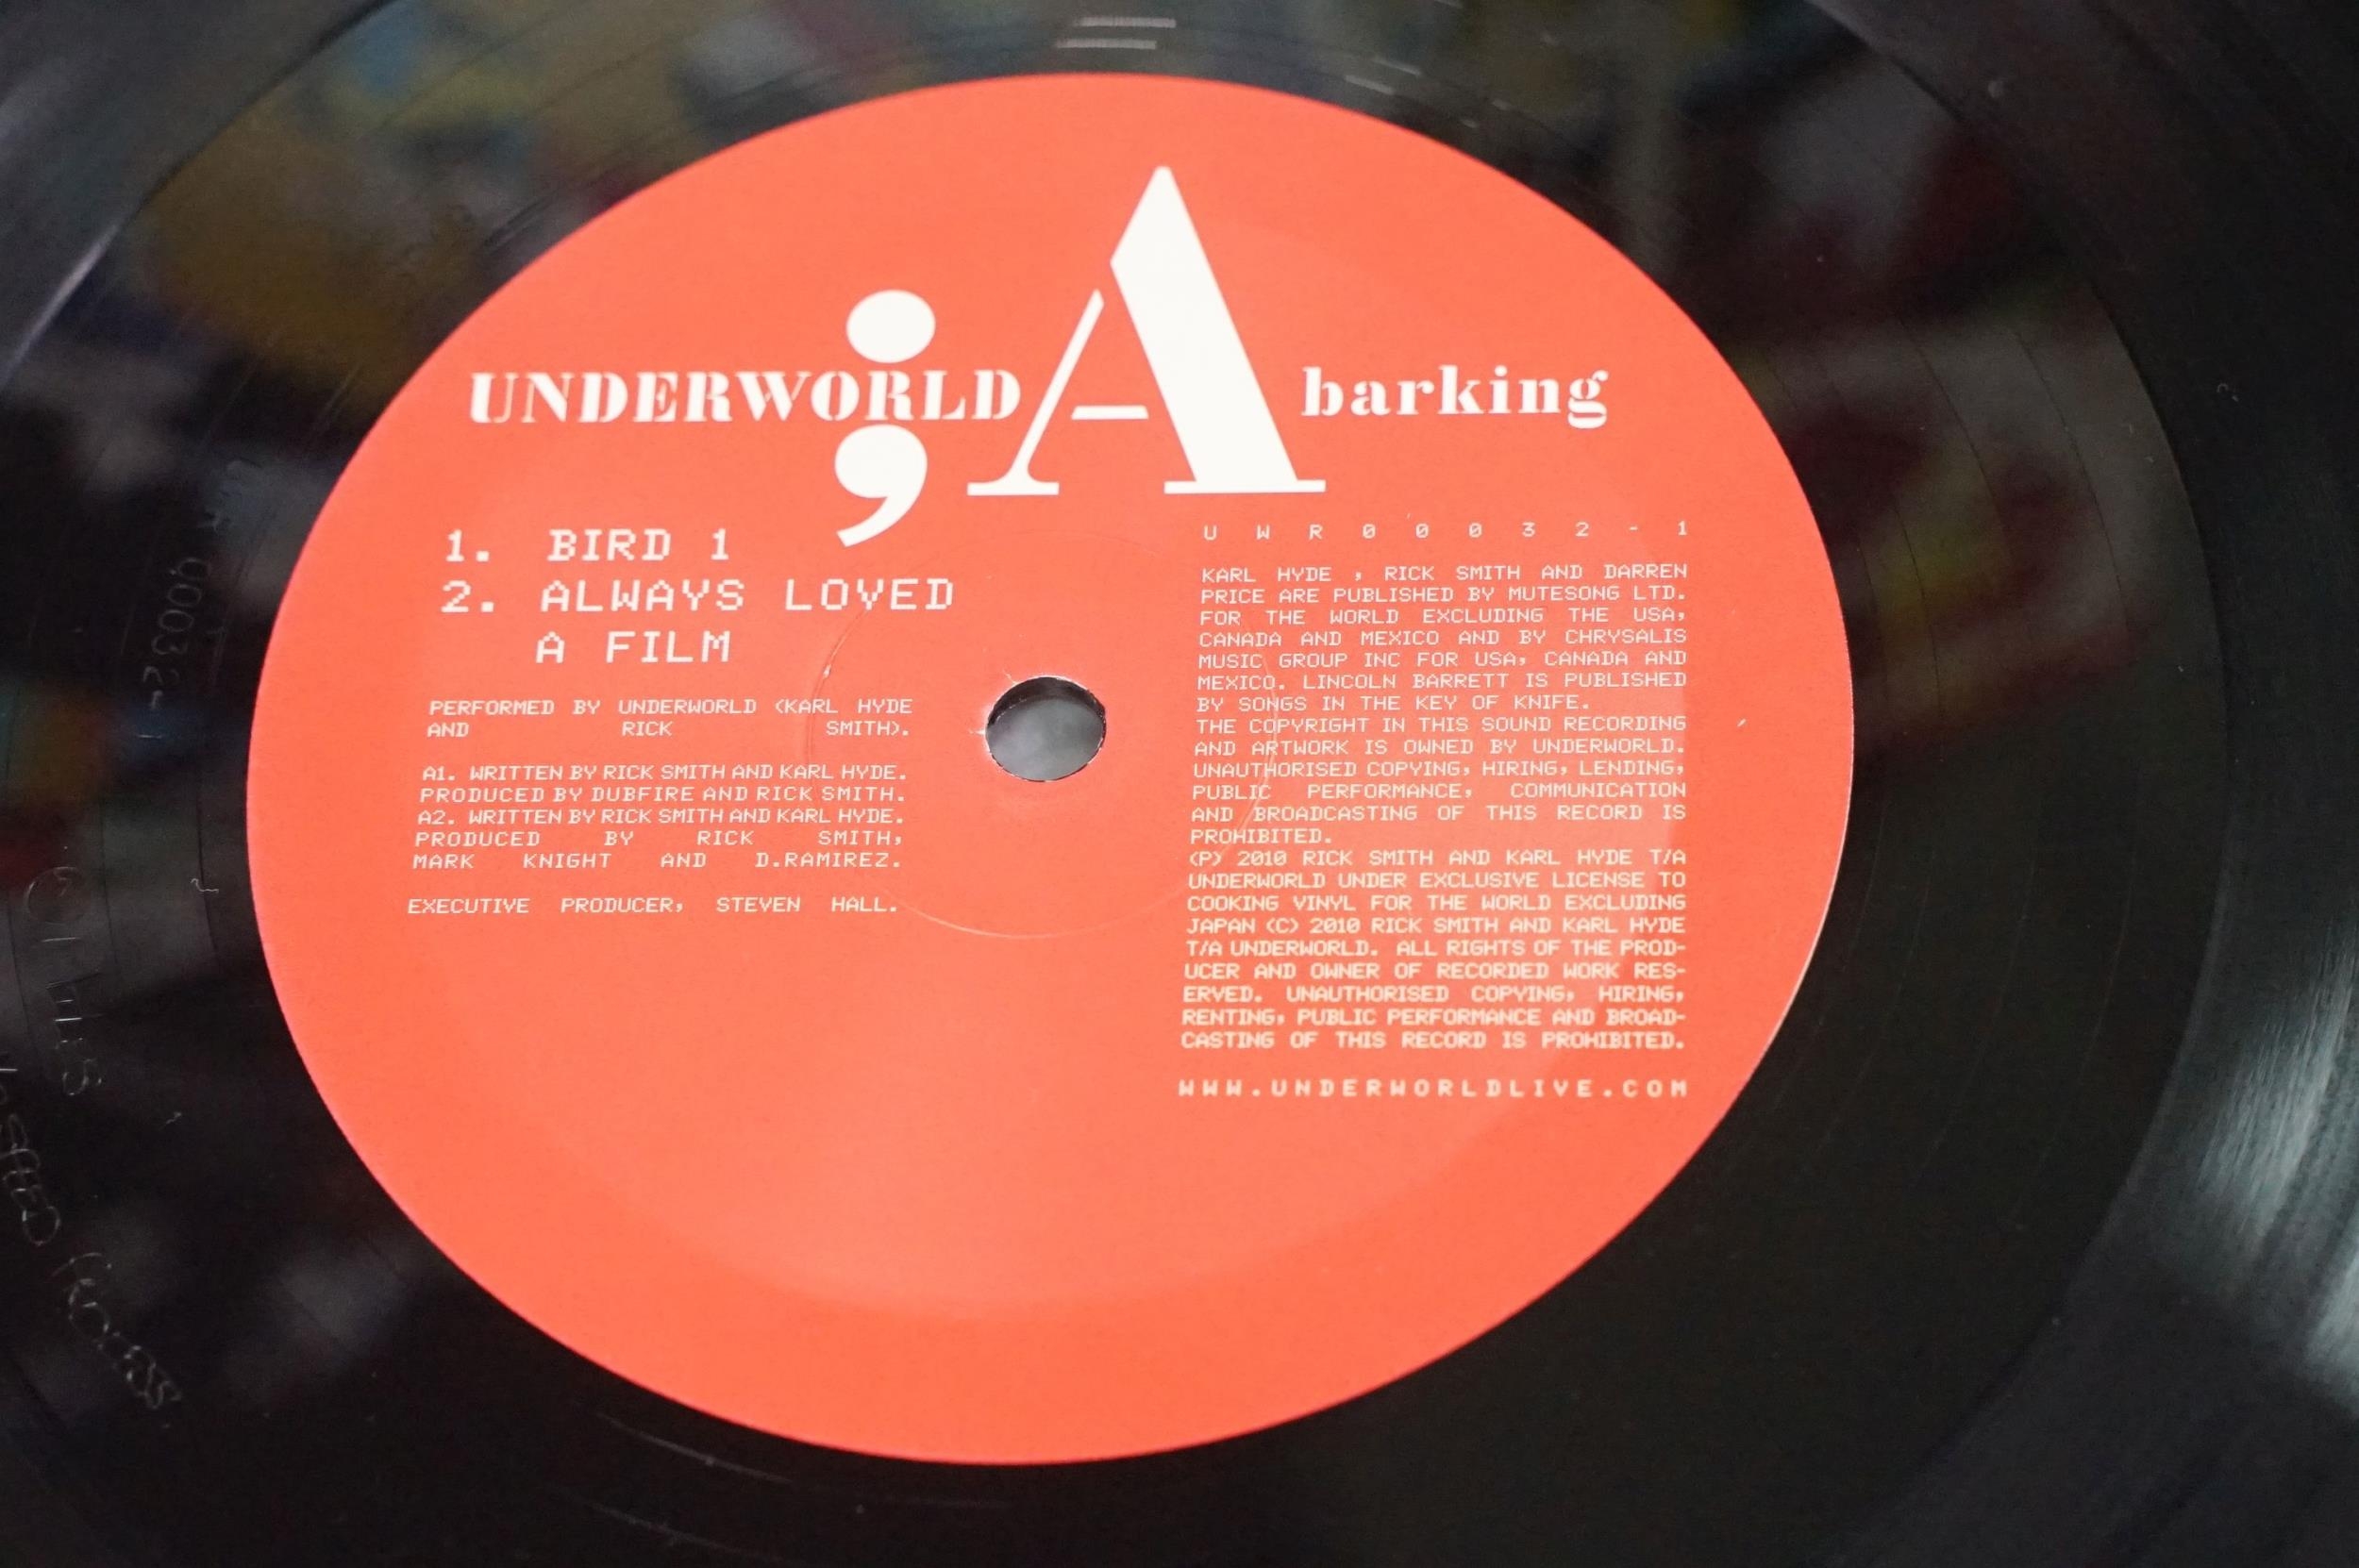 UNDERWORLD ; A barking
1. BIRD 1
2. ALWAYS LOVED
A FILM
PERFORMED BY UNDERWORLD (KARL HYDE
AND RICK SMITH).
A1. WRITTEN BY RICK SMITH AND KARL HYDE.
PRODUCED BY DUBFIRE AND RICK SMITH.
A2. WRITTEN BY RICK SMITH AND KARL HYDE.
PRODUCED BY RICK SMITH,
MARK KNIGHT AND D.RAMIREZ.
EXECUTIVE PRODUCER, STEVEN HALL.
UWR00032-1
KARL HYDE , RICK SMITH AND DARREN
PRICE ARE PUBLISHED BY MUTESONG LTD.
FOR THE WORLD EXCLUDING THE USA,
CANADA AND MEXICO AND BY CHRYSALIS
MUSIC GROUP INC FOR USA, CANADA AND
MEXICO. LINCOLN BARRETT IS PUBLISHED
BY SONGS IN THE KEY OF KNIFE.
THE COPYRIGHT IN THIS SOUND RECORDING
AND ARTWORK IS OWNED BY UNDERWORLD.
UNAUTHORISED COPYING, HIRING, LENDING,
PUBLIC PERFORMANCE, COMMUNICATION
AND BROADCASTING OF THIS RECORD IS
PROHIBITED.
(P) 2010 RICK SMITH AND KARL HYDE T/A
UNDERWORLD UNDER EXCLUSIVE LICENSE TO
COOKING VINYL FOR THE WORLD EXCLUDING
JAPAN (C) 2010 RICK SMITH AND KARL HYDE
T/A UNDERWORLD. ALL RIGHTS OF THE PROD-
UCER AND OWNER OF RECORDED WORK RES-
ERVED. UNAUTHORISED COPYING, HIRING,
RENTING, PUBLIC PERFORMANCE AND BROAD-
CASTING OF THIS RECORD IS PROHIBITED.
WWW.UNDERWORLDLIVE.COM